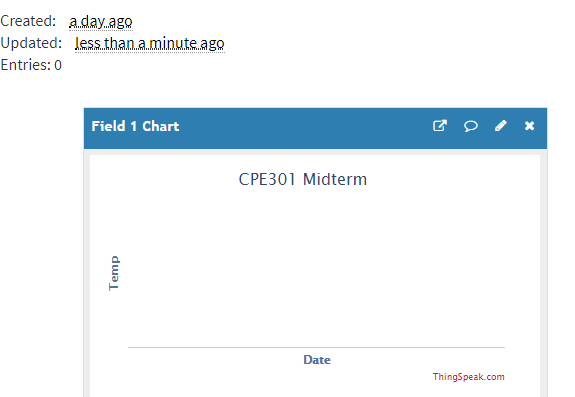 Created: a day ago
Updated: less than a minute ago
Entries: 0
Field 1 Chart
CPE301 Midterm
Temp
Date
ThingSpeak.com